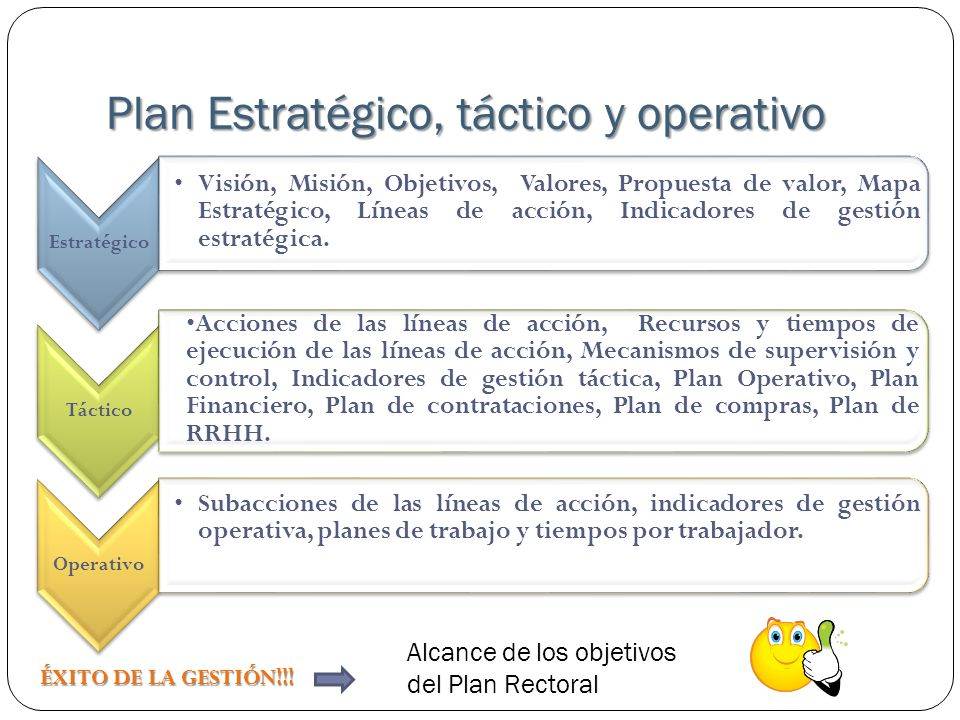 Plan Estratégico, táctico y operativo
Estratégico
• Visión, Misión, Objetivos, Valores, Propuesta de valor, Mapa
Estratégico, Líneas de acción, Indicadores de gestión
estratégica.
Táctico
•Acciones de las líneas de acción, Recursos y tiempos de
ejecución de las líneas de acción, Mecanismos de supervisión y
control, Indicadores de gestión táctica, Plan Operativo, Plan
Financiero, Plan de contrataciones, Plan de compras, Plan de
RRHH.
Operativo
• Subacciones de las líneas de acción, indicadores de gestión
operativa, planes de trabajo y tiempos por trabajador.
ÉXITO DE LA GESTIÓN!!!
Alcance de los objetivos
del Plan Rectoral